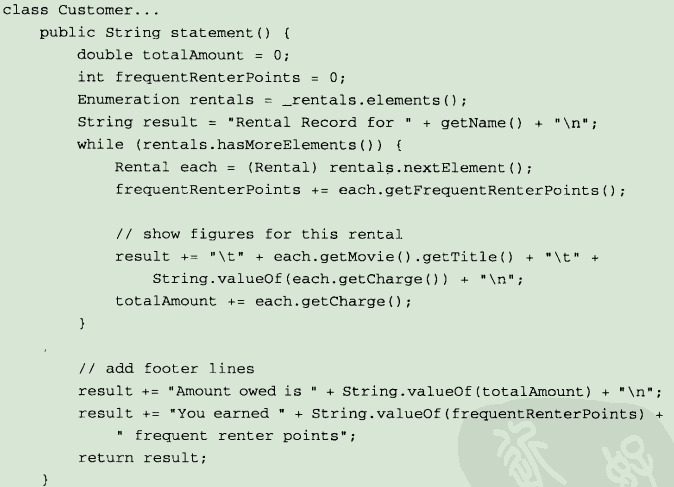 class Customer...
    public String statement() {
        double totalAmount = 0;
        int frequentRenterPoints = 0;
        Enumeration rentals = _rentals.elements();
        String result = "Rental Record for " + getName() + "\n";
        while (rentals.hasMoreElements()) {
            Rental each = (Rental) rentals.nextElement();
            frequentRenterPoints += each.getFrequentRenterPoints();

            // show figures for this rental
            result += "\t" + each.getMovie().getTitle() + "\t" +
                String.valueOf(each.getCharge()) + "\n";
            totalAmount += each.getCharge();
        }

        // add footer lines
        result += "Amount owed is " + String.valueOf(totalAmount) + "\n";
        result += "You earned " + String.valueOf(frequentRenterPoints) +
            " frequent renter points";
        return result;
    }